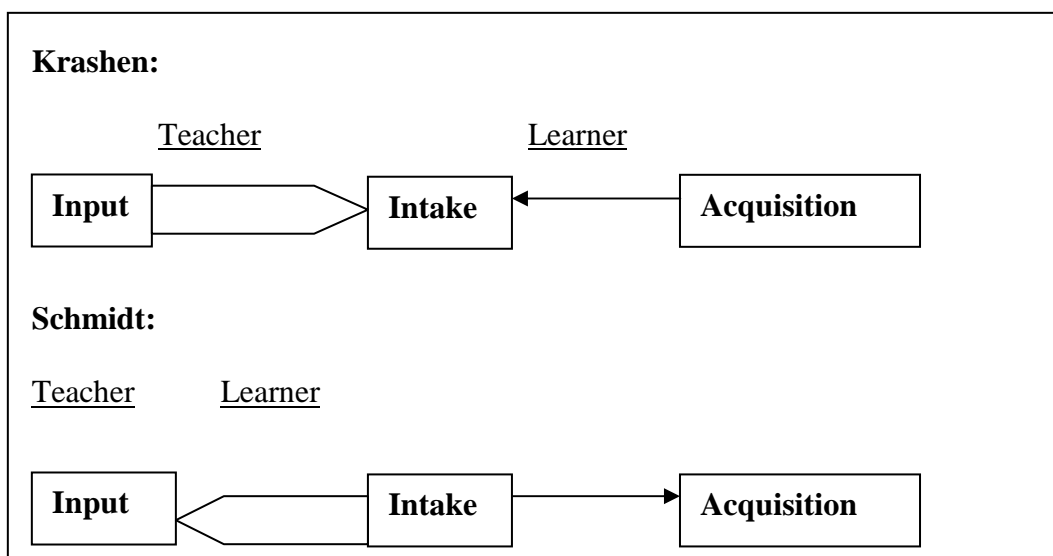 Krashen:
Teacher Learner
Input Intake Acquisition
Schmidt:
Teacher Learner
Input Intake Acquisition